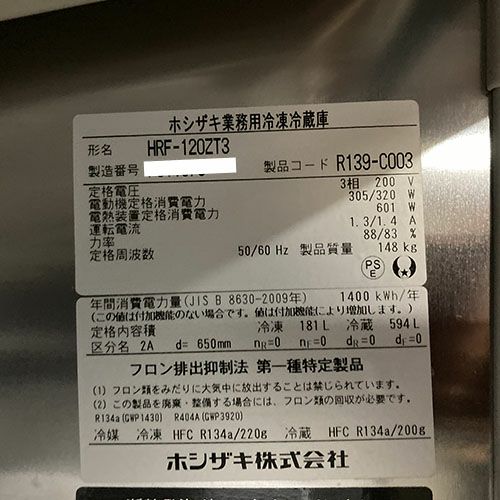 ホシザキ業務用冷凍冷蔵庫
形名 HRF-120ZT3
製造番号 製品コード R139-C003
定格電圧 3相 200 V
電動機定格消費電力 305/320 W
電熱装置定格消費電力 601 W
運転電流 1.3/1.4 A
力率 88/83 %
定格周波数 50/60 Hz 製品質量 148 kg
PS E
年間消費電力量(JIS B 8630-2009年) 1400 kWh/年
(この値は付加機能のない場合です。値は付加機能により増加します。)
定格内容積 冷凍 181 L 冷蔵 594 L
区分名 2A d= 650mm nR=0 nF=0 dR=0 dF=0
フロン排出抑制法 第一種特定製品
(1) フロン類をみだりに大気中に放出することは禁じられています。
(2) この製品を廃棄・整備する場合には、フロン類の回収が必要です。
R134a(GWP1430) R404A(GWP3920)
冷媒 冷凍 HFC R134a/220g 冷蔵 HFC R134a/200g
ホシザキ株式会社